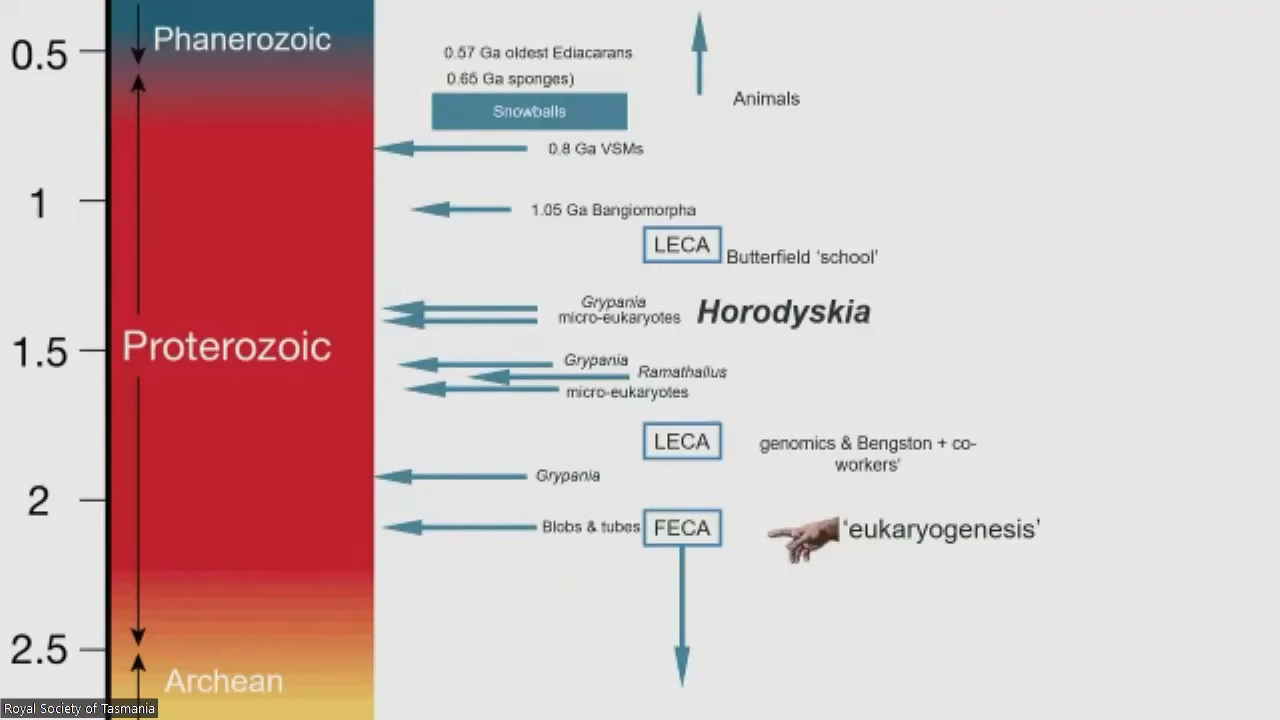 0.5
Phanerozoic
0.57 Ga oldest Ediacarans
0.65 Ga sponges)
Animals
Snowballs
0.8 Ga VSMs
1
1.05 Ga Bangiomorpha
LECA
Butterfield ‘school’
Grypania
micro-eukaryotes
Horodyskia
1.5
Proterozoic
Grypania
Ramathallus
micro-eukaryotes
LECA
genomics & Bengston + co-
workers’
Grypania
2
Blobs & tubes
FECA
‘eukaryogenesis’
2.5
Archean
Royal Society of Tasmania